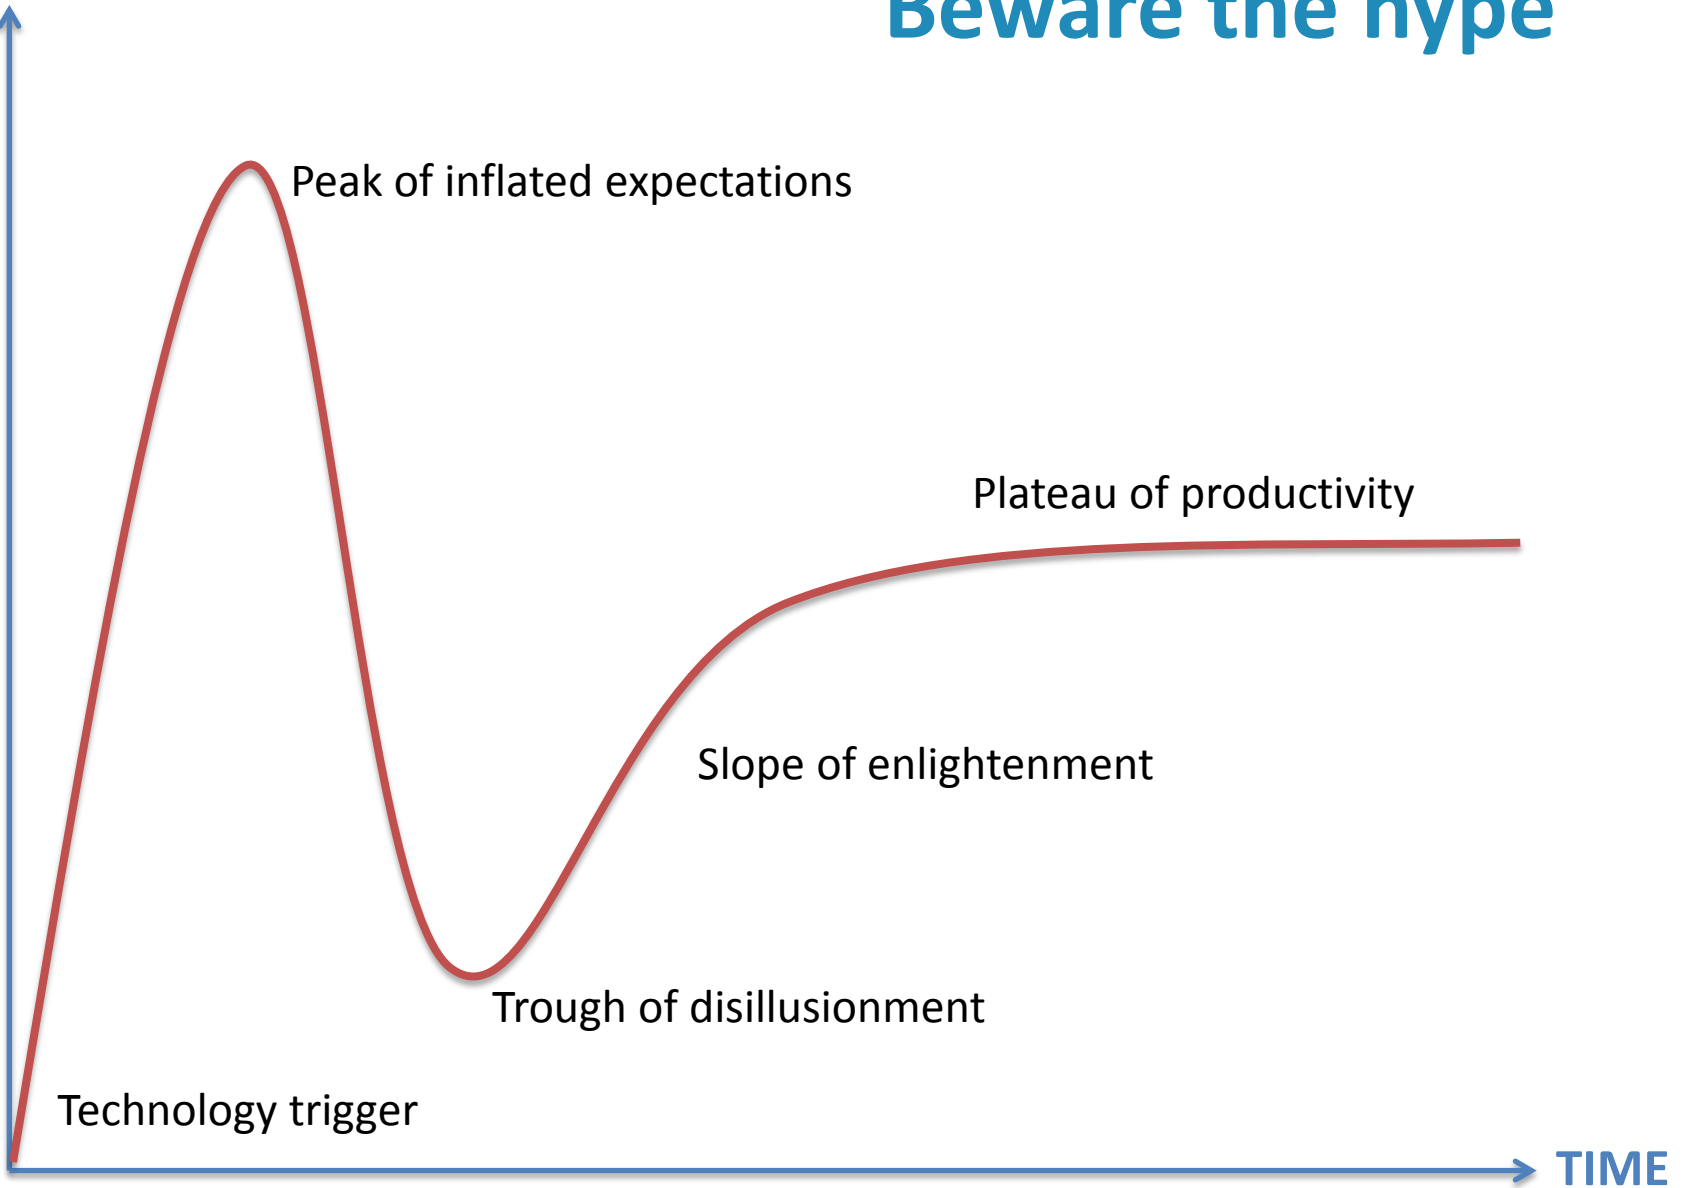 Beware the hype
Peak of inflated expectations
Plateau of productivity
Slope of enlightenment
Trough of disillusionment
Technology trigger
TIME